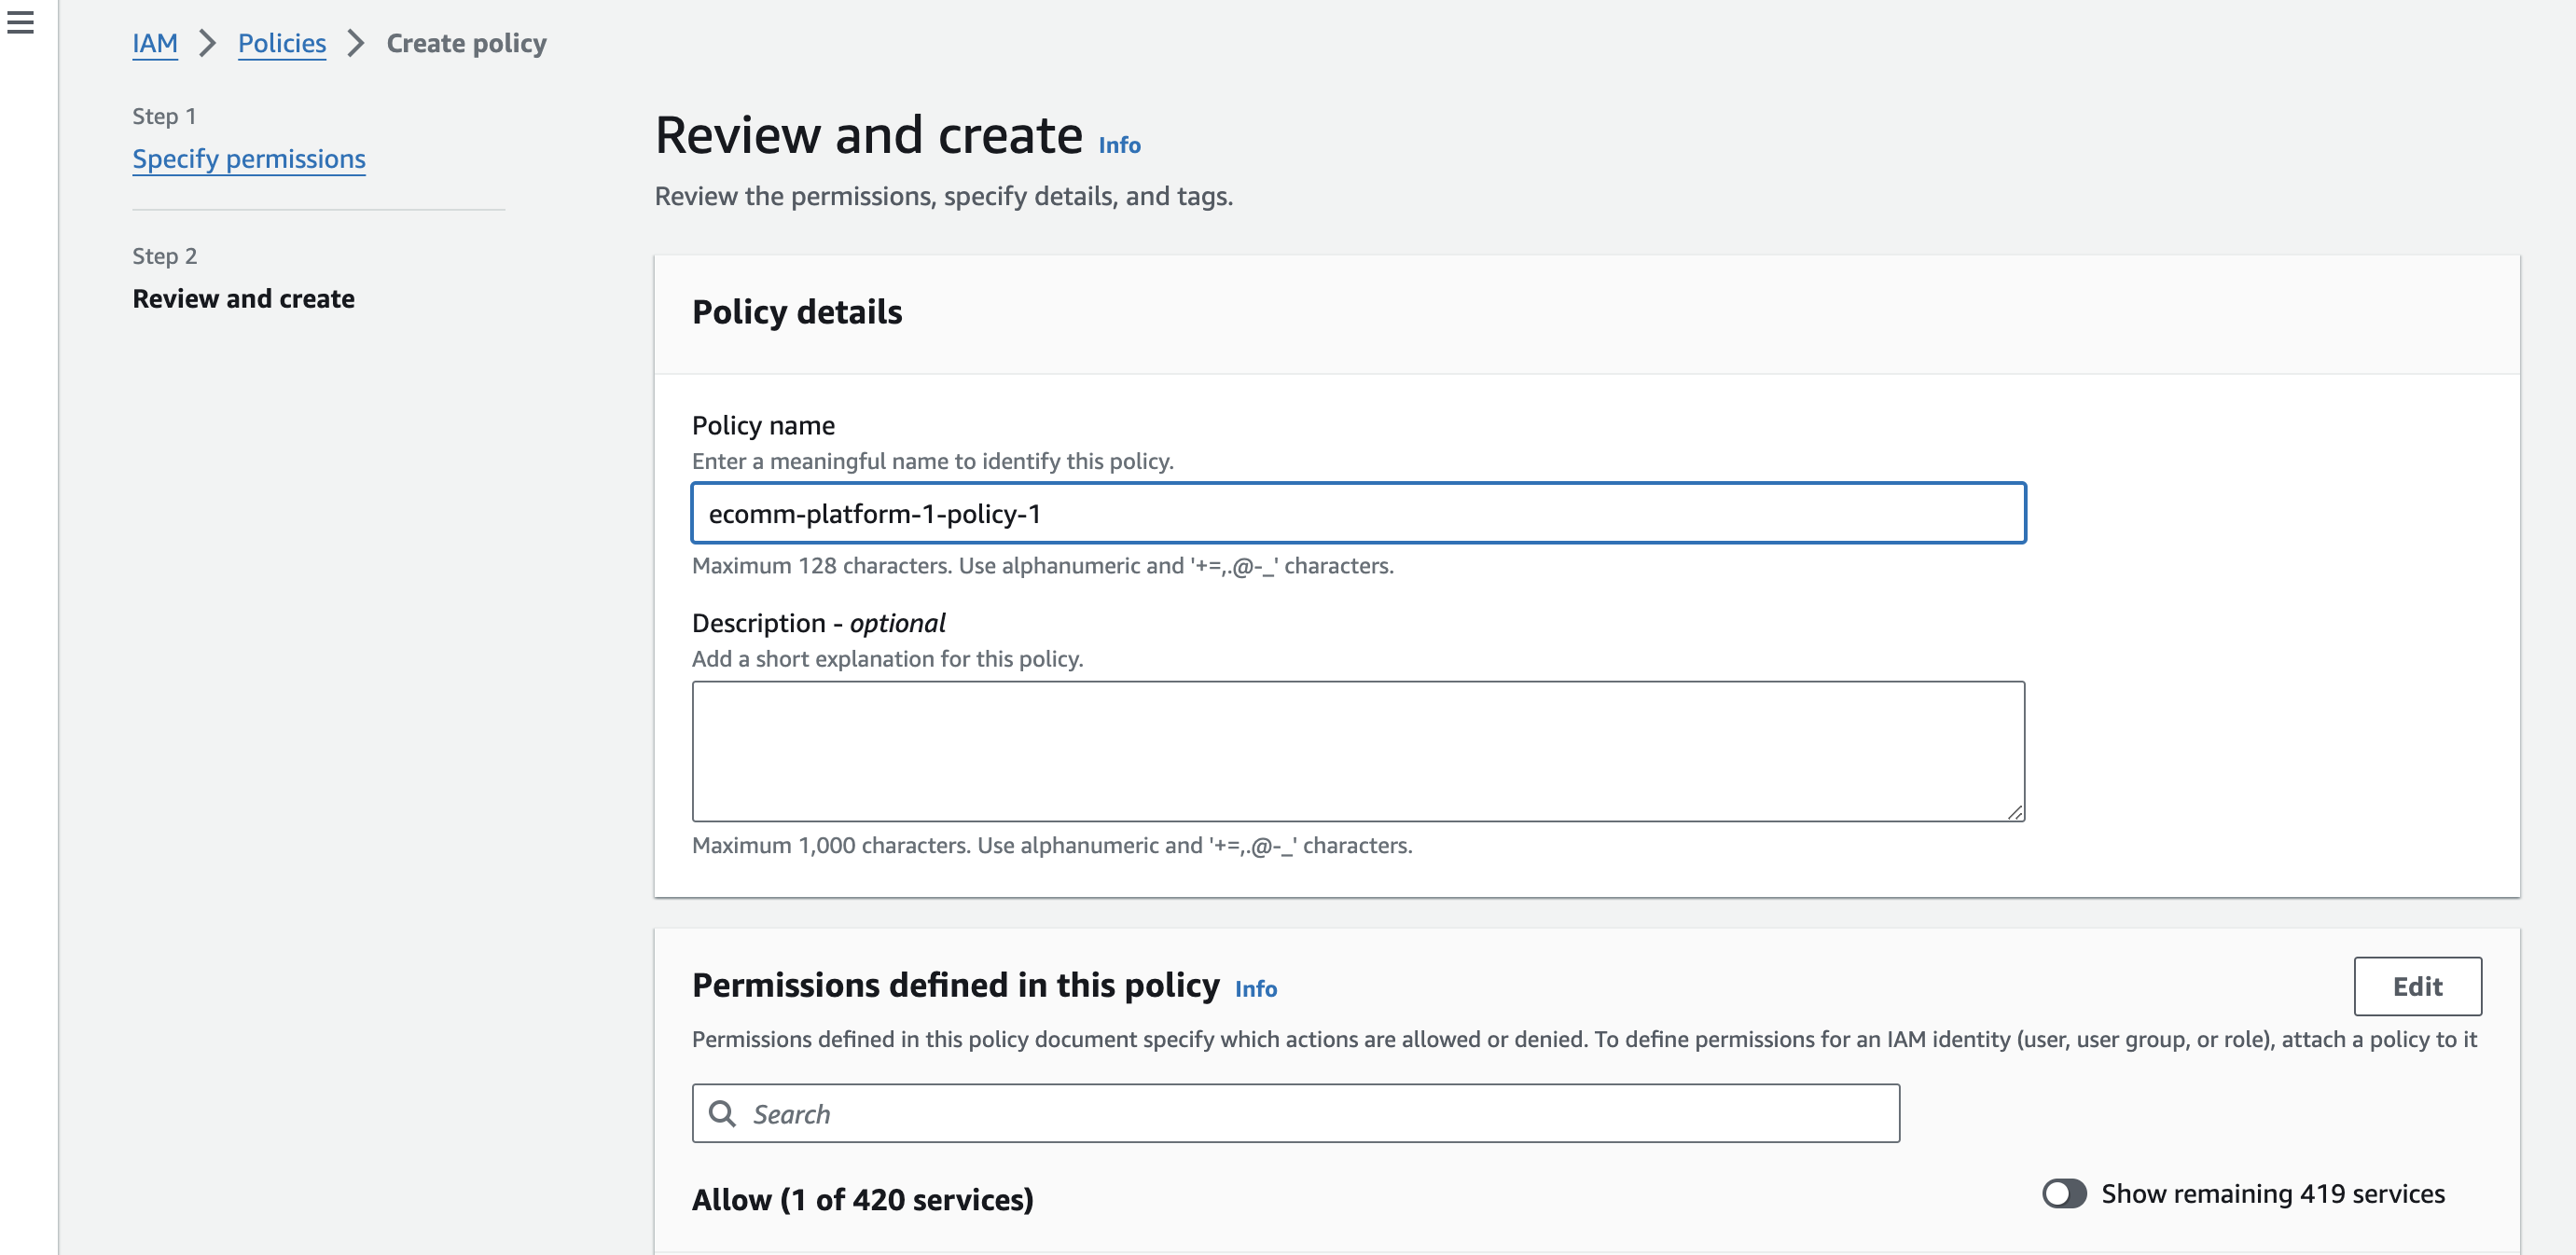 IAM > Policies > Create policy
Step 1
Specify permissions
Step 2
Review and create
Review and create Info
Review the permissions, specify details, and tags.
Policy details
Policy name
Enter a meaningful name to identify this policy.
ecomm-platform-1-policy-1
Maximum 128 characters. Use alphanumeric and '+=,.@-_' characters.
Description - optional
Add a short explanation for this policy.
Maximum 1,000 characters. Use alphanumeric and '+=,.@-_' characters.
Permissions defined in this policy Info
Edit
Permissions defined in this policy document specify which actions are allowed or denied. To define permissions for an IAM identity (user, user group, or role), attach a policy to it
Search
Allow (1 of 420 services)
Show remaining 419 services